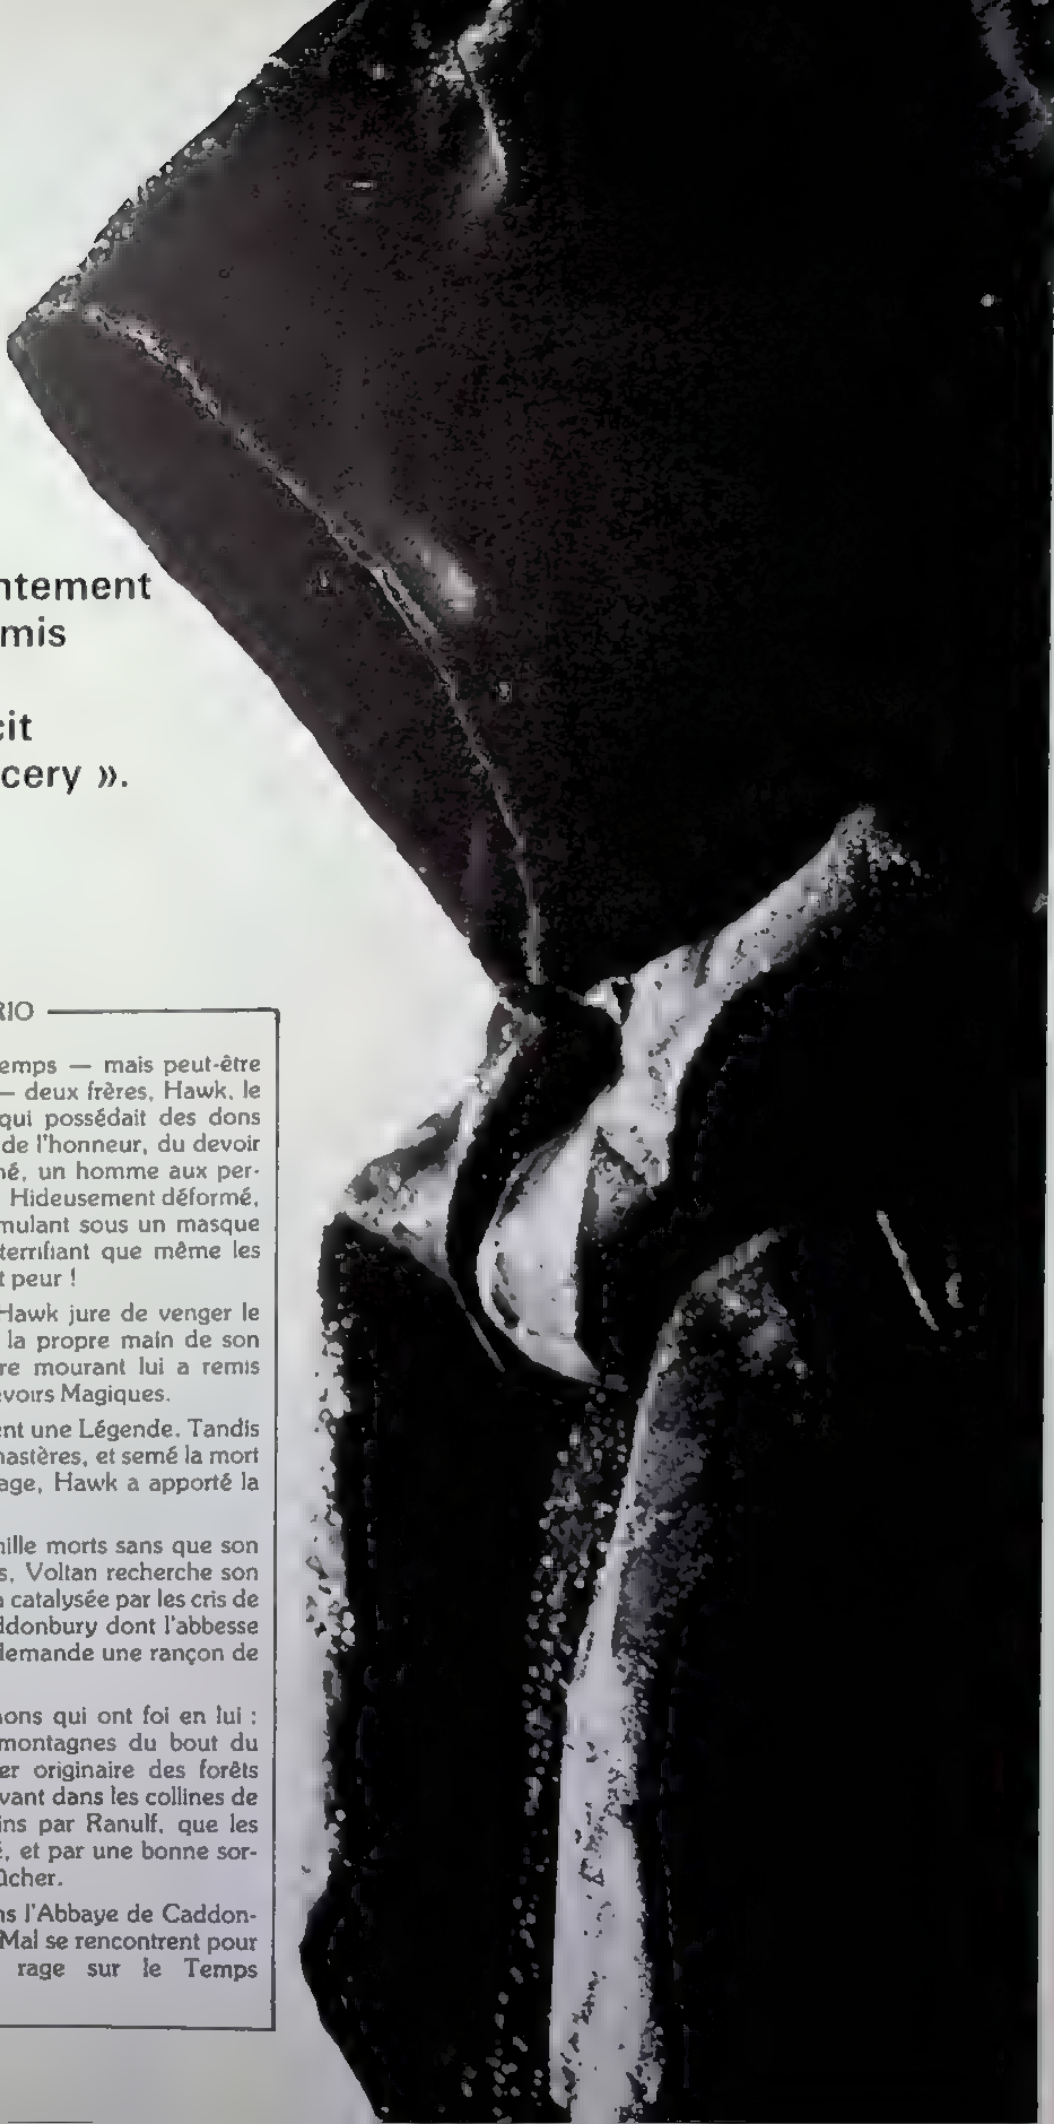 ntement
mis
cit
cery ».
RIO
emps — mais peut-être
— deux frères, Hawk, le
qui possédait des dons
de l'honneur, du devoir
né, un homme aux per-
Hideusement déformé,
mulant sous un masque
terrifiant que même les
t peur !
Hawk jure de venger le
la propre main de son
re mourant lui a remis
evoirs Magiques.
ent une Légende. Tandis
nastères, et semé la mort
age, Hawk a apporté la
nille morts sans que son
s, Voltan recherche son
a catalysée par les cris de
ddonbury dont l'abbesse
demande une rançon de
nons qui ont foi en lui :
montagnes du bout du
er originaire des forêts
vant dans les collines de
ins par Ranulf, que les
é, et par une bonne sor-
ûcher.
ns l'Abbaye de Caddon-
Mal se rencontrent pour
rage sur le Temps